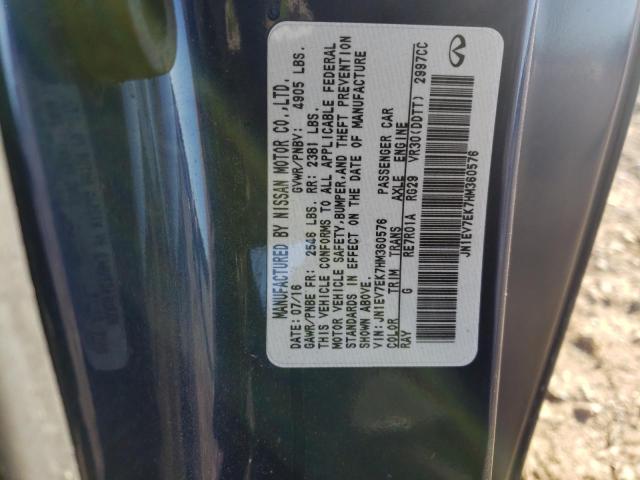 MANUFACTURED BY NISSAN MOTOR CO.,LTD.
DATE: 07/16 GVWR/PNBV: 4905 LBS.
GAWR/PNBE FR: 2546 LBS. RR: 2381 LBS.
THIS VEHICLE CONFORMS TO ALL APPLICABLE FEDERAL
MOTOR VEHICLE SAFETY,BUMPER,AND THEFT PREVENTION
STANDARDS IN EFFECT ON THE DATE OF MANUFACTURE
SHOWN ABOVE.
VIN: JN1EV7EK7HM360576 PASSENGER CAR
COLOR TRIM TRANS AXLE ENGINE
RAY G RE7R01A RG29 VR30(DDTT) 2997CC
JN1EV7EK7HM360576